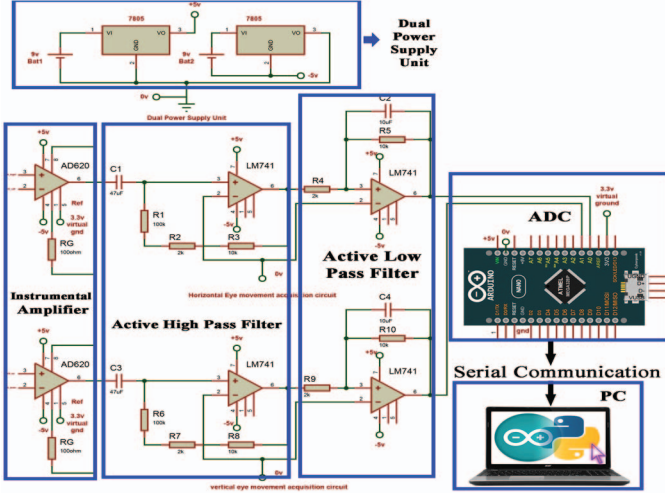 7805
7805
+5v
VI
VO
VI
VO
GND
GND
9v
Bat1
9v
Bat2
-5v
0v
Dual Power Supply Unit
Dual
Power
Supply
Unit
+5v
AD620
Ref
3.3v
virtual
gnd
-5v
RG
100ohm
Instrumental
Amplifier
C1
47uF
R1
100k
R2
2k
R3
10k
+5v
LM741
-5v
0v
Horizontal Eye movement acquisition circuit
Active High Pass Filter
C2
10uF
R5
10k
R4
2k
+5v
LM741
-5v
Active Low
Pass Filter
+5v
AD620
Ref
3.3v
virtual
gnd
-5v
RG
100ohm
C3
47uF
R6
100k
R7
2k
R8
10k
+5v
LM741
-5v
0v
vertical eye movement acquisition circuit
C4
10uF
R10
10k
R9
2k
+5v
LM741
-5v
ADC
3.3v
virtual
ground
+5v
0v
ARDUINO
NANO
ATMEL
gnd
Serial Communication
PC